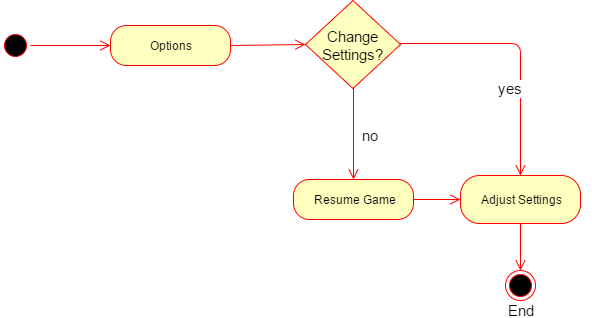 Options
Change
Settings?
yes
no
Resume Game
Adjust Settings
End